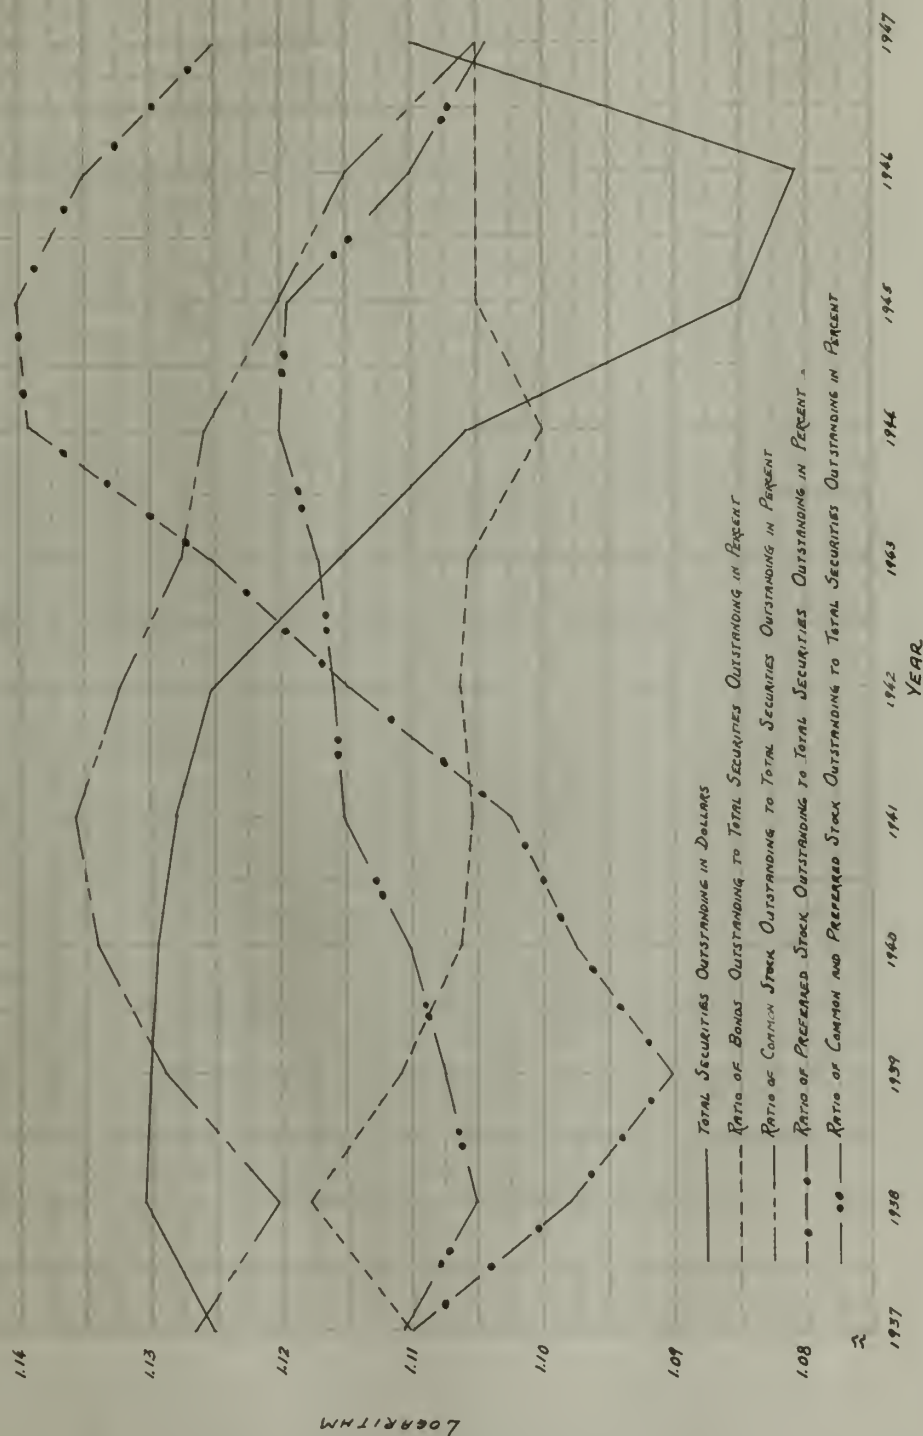 LOGARITHM
1.14
1.13
1.12
1.11
1.10
1.09
1.08
TOTAL SECURITIES OUTSTANDING IN DOLLARS
RATIO OF BONDS OUTSTANDING TO TOTAL SECURITIES OUTSTANDING IN PERCENT
RATIO OF COMMON STOCK OUTSTANDING TO TOTAL SECURITIES OUTSTANDING IN PERCENT
RATIO OF PREFERRED STOCK OUTSTANDING TO TOTAL SECURITIES OUTSTANDING IN PERCENT
RATIO OF COMMON AND PREFERRED STOCK OUTSTANDING TO TOTAL SECURITIES OUTSTANDING IN PERCENT
1937 1938 1939 1940 1941 1942 1943 1944 1945 1946 1947
YEAR